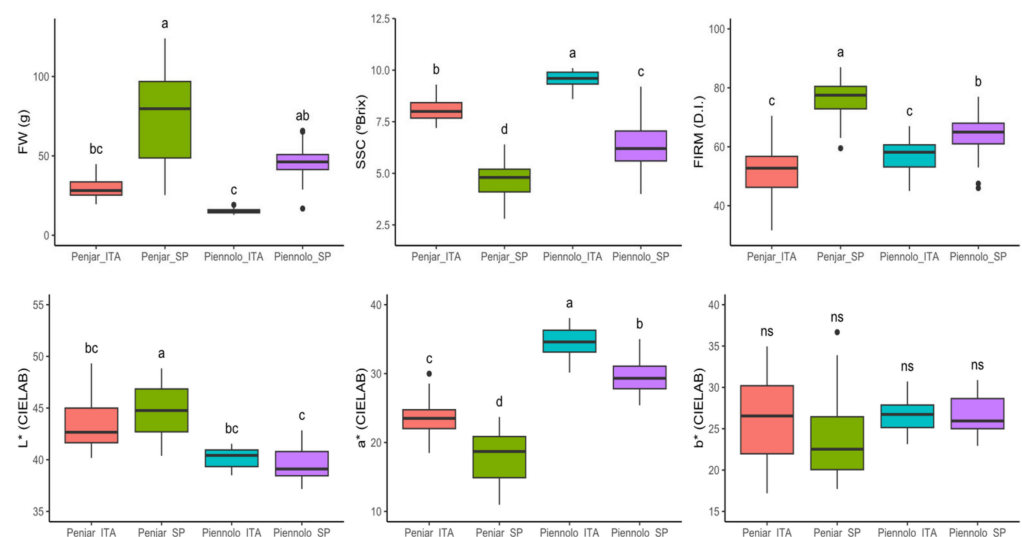 FW (g)
100
50
0
bc
a
c
ab
Penjar_ITA
Penjar_SP
Piennolo_ITA
Piennolo_SP
SSC (ºBrix)
12.5
10.0
7.5
5.0
2.5
b
d
a
c
Penjar_ITA
Penjar_SP
Piennolo_ITA
Piennolo_SP
FIRM (D.I.)
100
80
60
40
c
a
c
b
Penjar_ITA
Penjar_SP
Piennolo_ITA
Piennolo_SP
L* (CIELAB)
55
50
45
40
35
bc
a
bc
c
Penjar_ITA
Penjar_SP
Piennolo_ITA
Piennolo_SP
a* (CIELAB)
40
30
20
10
c
d
a
b
Penjar_ITA
Penjar_SP
Piennolo_ITA
Piennolo_SP
b* (CIELAB)
40
35
30
25
20
15
ns
ns
ns
ns
Penjar_ITA
Penjar_SP
Piennolo_ITA
Piennolo_SP